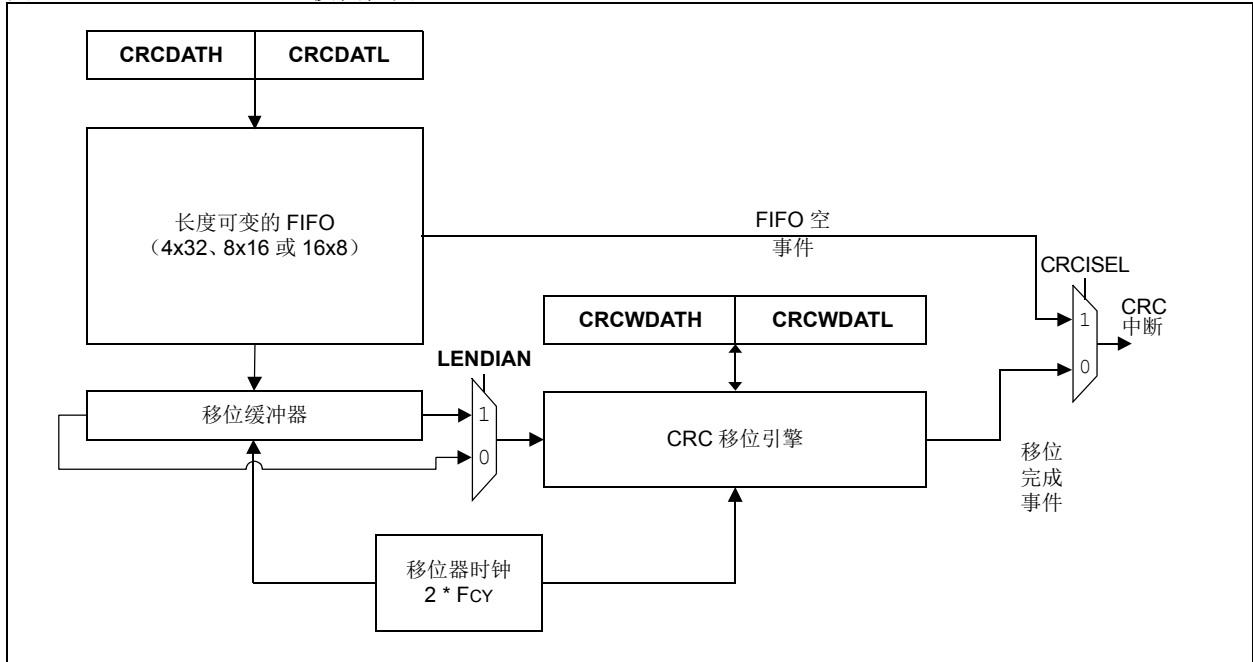 CRCDATH CRCDATL
长度可变的 FIFO
（4x32、8x16 或 16x8）
FIFO 空
事件
CRCISEL
1
0
CRC
中断
CRCWDATH CRCWDATL
LENDIAN
移位缓冲器
1
0
CRC 移位引擎
移位
完成
事件
移位器时钟
2 * FCY